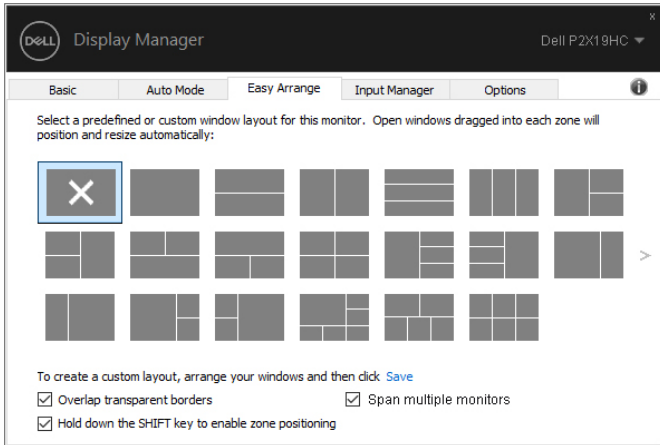 x
DELL Display Manager Dell P2X19HC
Basic Auto Mode Easy Arrange Input Manager Options i
Select a predefined or custom window layout for this monitor. Open windows dragged into each zone will
position and resize automatically:
>
To create a custom layout, arrange your windows and then click Save
Overlap transparent borders Span multiple monitors
Hold down the SHIFT key to enable zone positioning